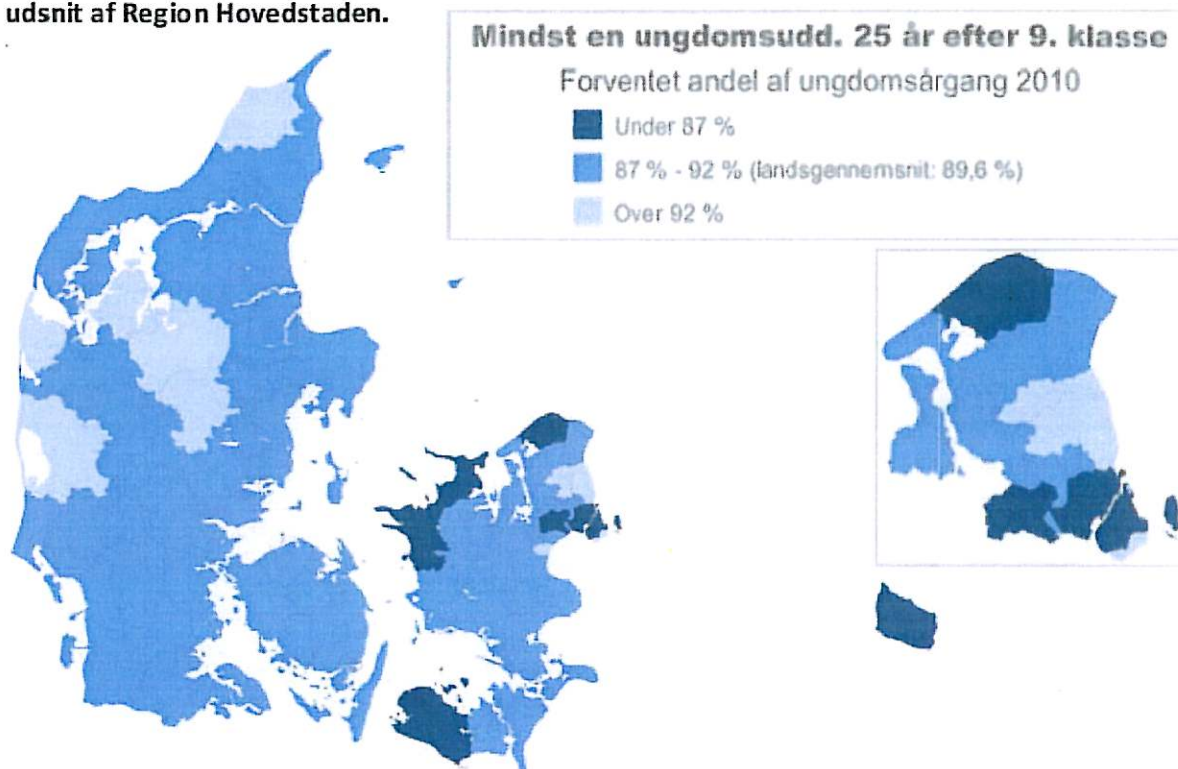 udsnit af Region Hovedstaden.
Mindst en ungdomsudd. 25 år efter 9. klasse
Forventet andel af ungdomsårgang 2010
Under 87 %
87 % - 92 % (landsgennemsnit: 89,6 %)
Over 92 %